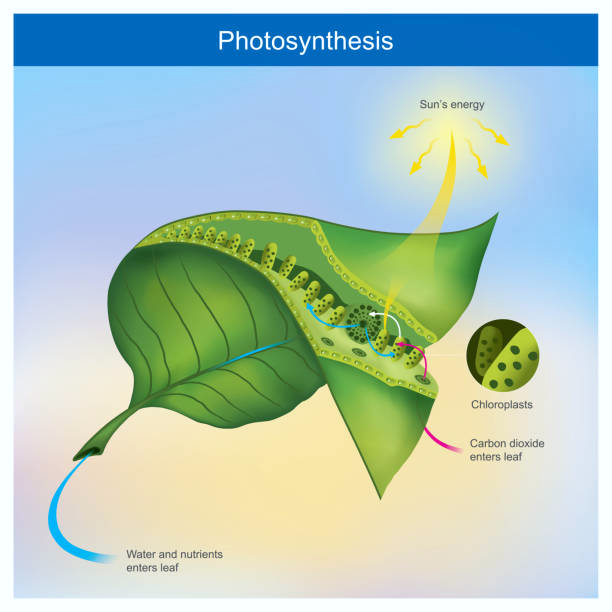 Photosynthesis
Sun's energy
Chloroplasts
Carbon dioxide
enters leaf
Water and nutrients
enters leaf